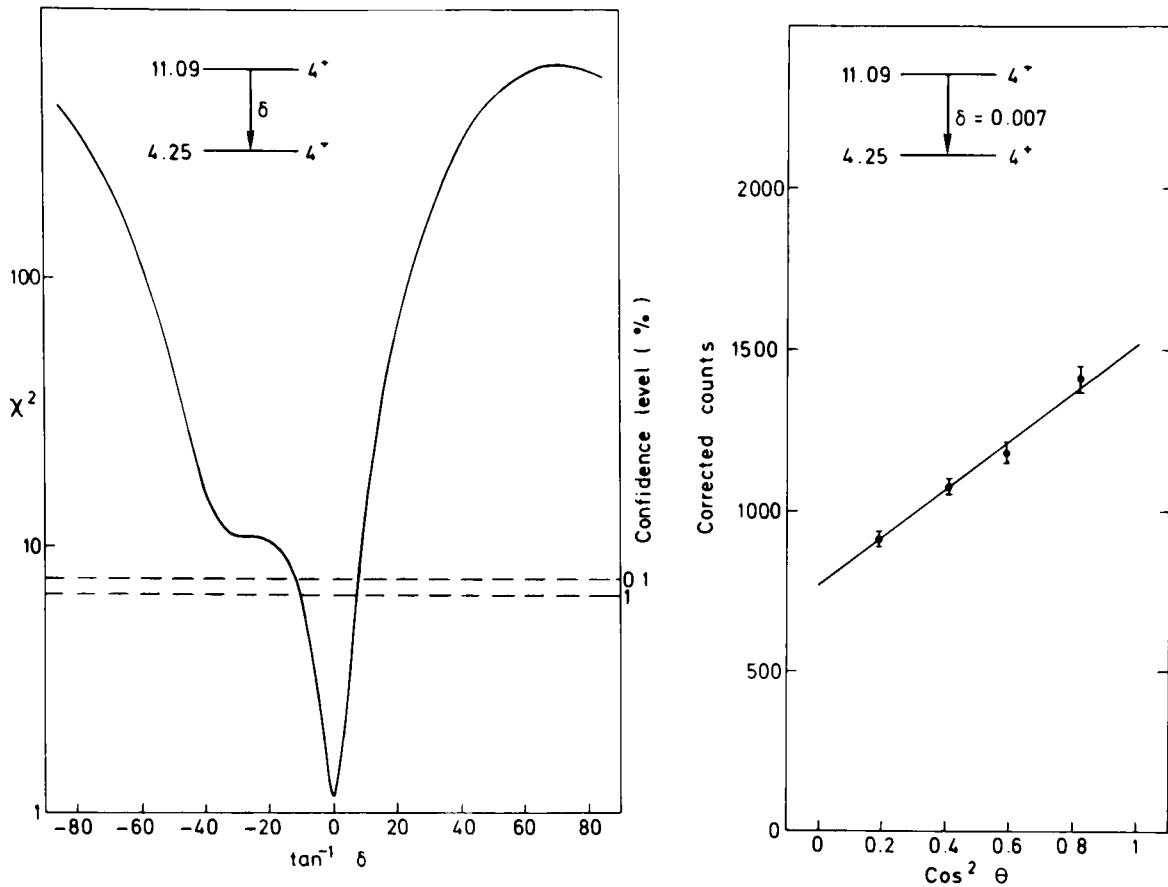 11.09
4⁺
δ
4.25
4⁺
100
10
1
χ²
-80 -60 -40 -20 0 20 40 60 80
tan⁻¹ δ
Confidence level ( % )
0 1
1
11.09
4⁺
δ = 0.007
4.25
4⁺
2000
1500
1000
500
0
Corrected counts
0 0.2 0.4 0.6 0 8 1
Cos² θ